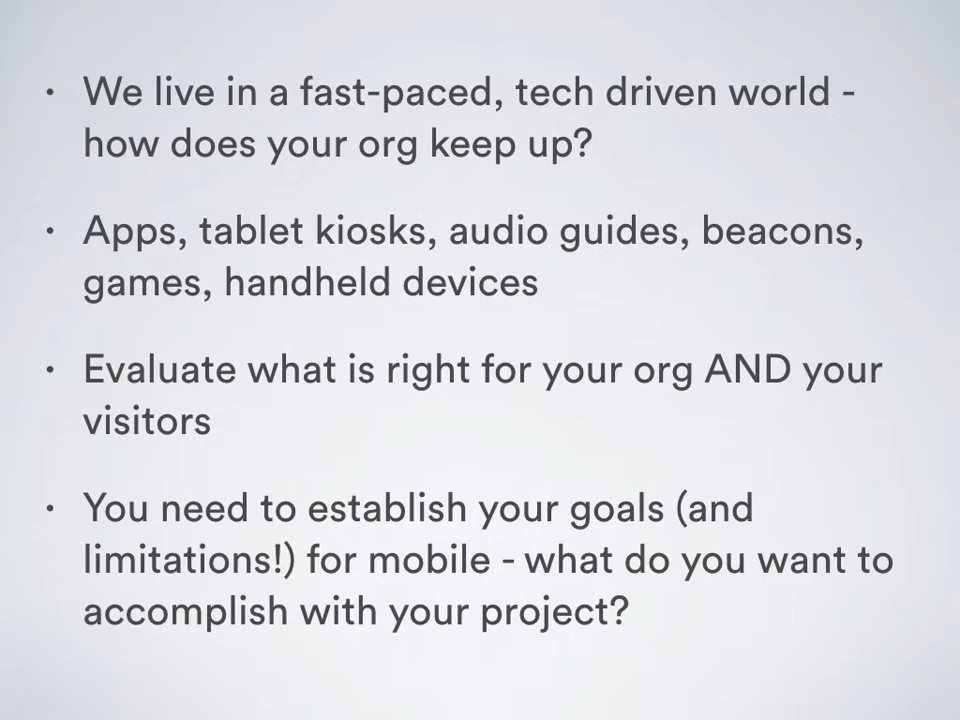 • We live in a fast-paced, tech driven world -
how does your org keep up?
• Apps, tablet kiosks, audio guides, beacons,
games, handheld devices
• Evaluate what is right for your org AND your
visitors
• You need to establish your goals (and
limitations!) for mobile - what do you want to
accomplish with your project?